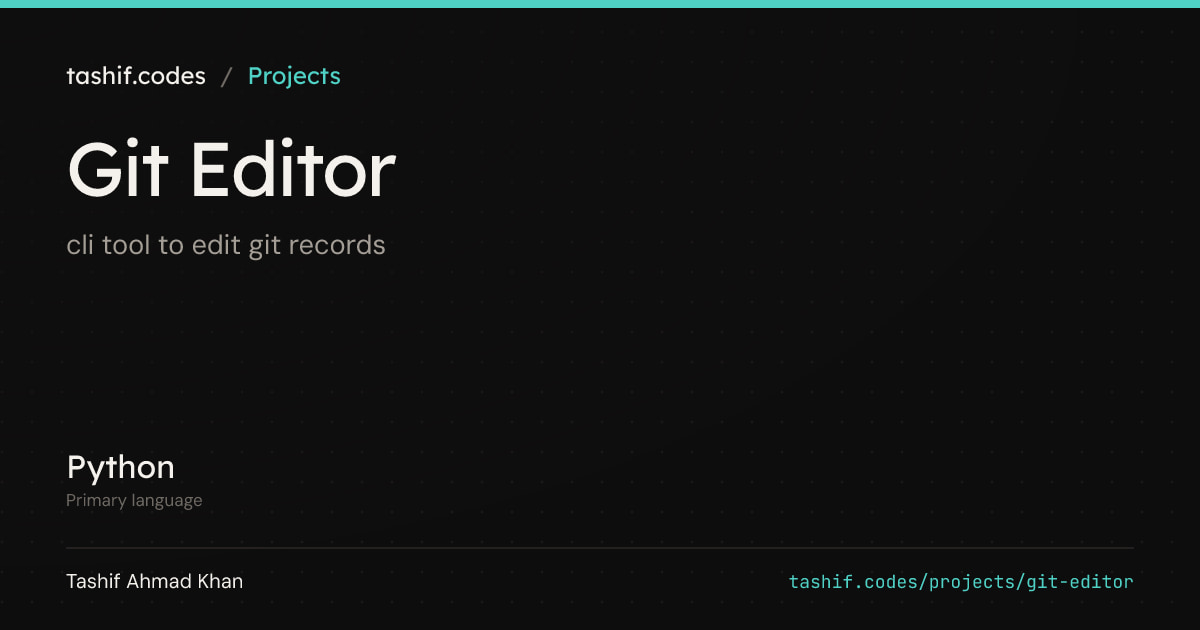 tashif.codes / Projects
Git Editor
cli tool to edit git records
Python
Primary language
Tashif Ahmad Khan
tashif.codes/projects/git-editor